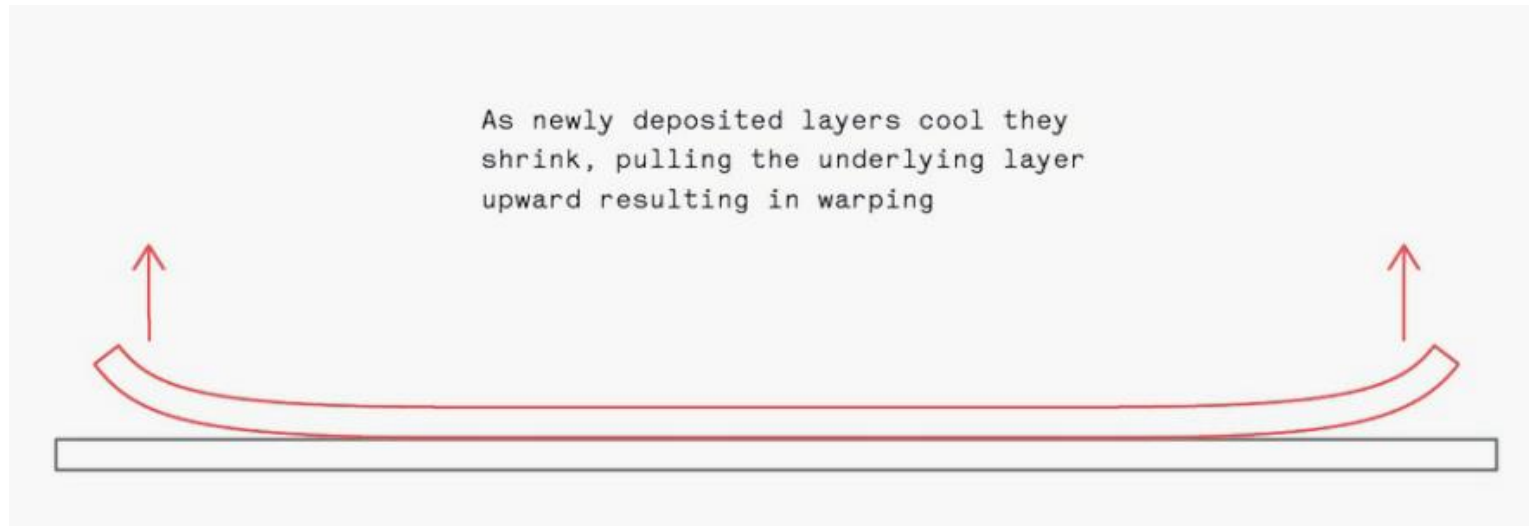 As newly deposited layers cool they
shrink, pulling the underlying layer
upward resulting in warping